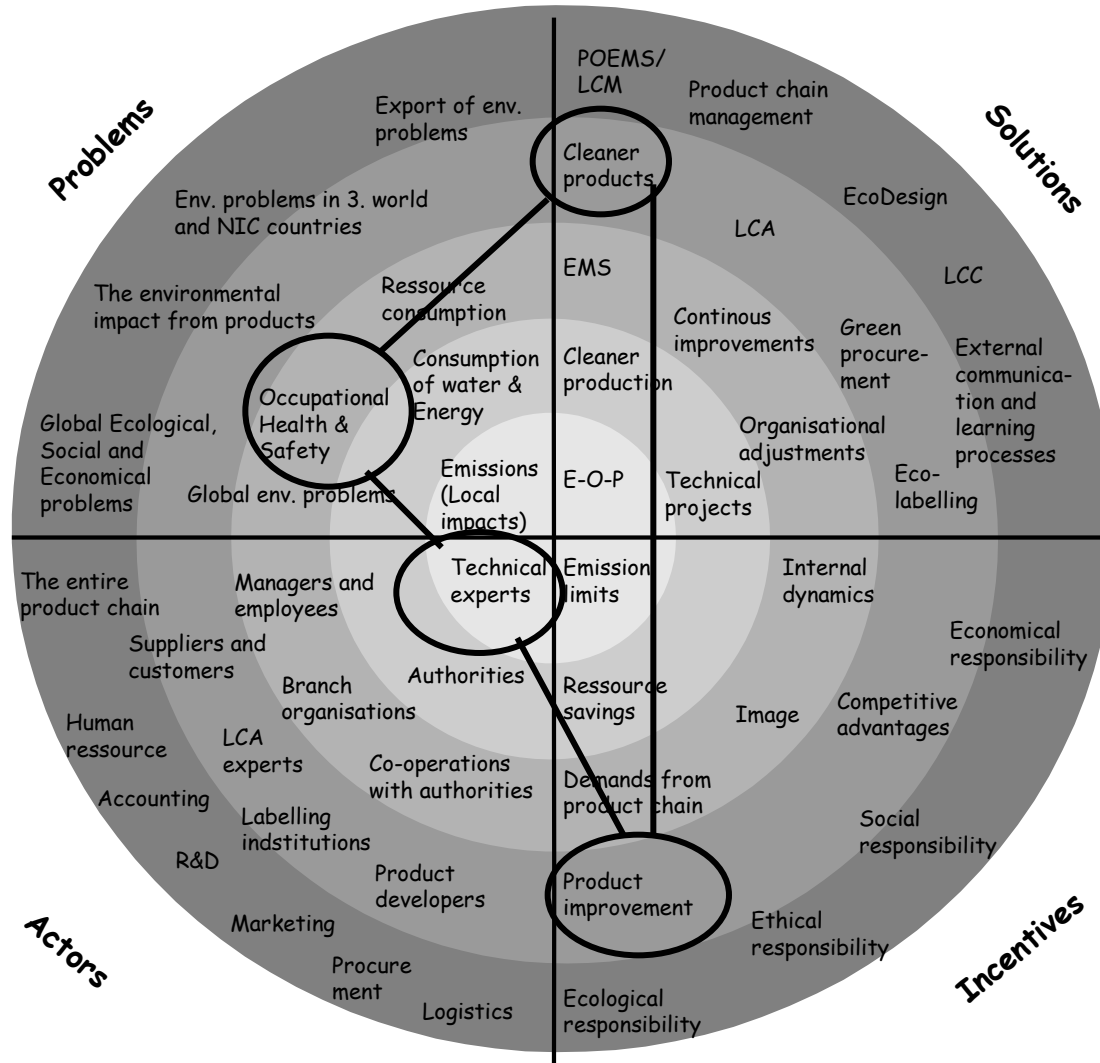 Problems
Export of env.
problems
Env. problems in 3. world
and NIC countries
The environmental
impact from products
Ressource
consumption
Consumption
of water &
Energy
Occupational
Health &
Safety
Global Ecological,
Social and
Economical
problems
Global env. problems
Emissions
(Local
impacts)
Solutions
POEMS/
LCM
Product chain
management
Cleaner
products
EcoDesign
LCA
EMS
LCC
Continous
improvements
Green
procure-
ment
External
communica-
tion and
learning
processes
Cleaner
production
Organisational
adjustments
E-O-P
Technical
projects
Eco-
labelling
Actors
The entire
product chain
Managers and
employees
Technical
experts
Suppliers and
customers
Authorities
Branch
organisations
Human
ressource
LCA
experts
Co-operations
with authorities
Accounting
Labelling
indstitutions
R&D
Product
developers
Marketing
Procure
ment
Logistics
Incentives
Emission
limits
Internal
dynamics
Economical
responsibility
Ressource
savings
Image
Competitive
advantages
Demands from
product chain
Social
responsibility
Product
improvement
Ethical
responsibility
Ecological
responsibility